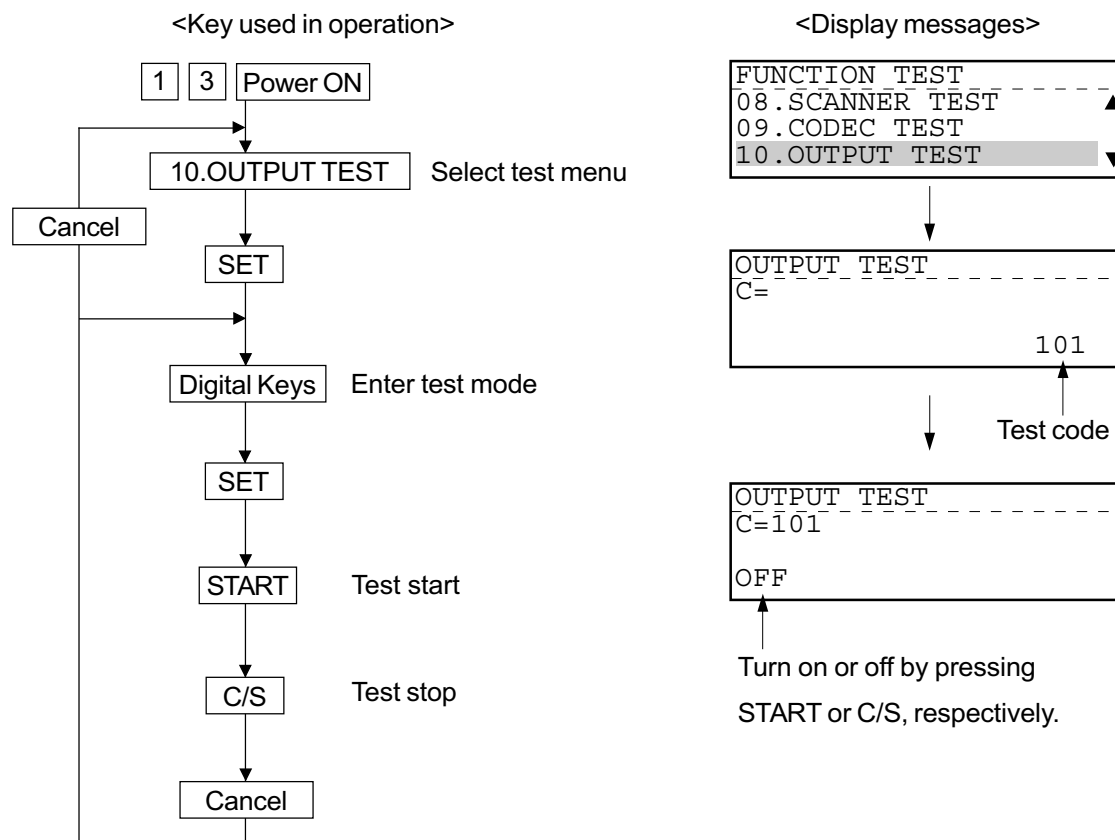 <Key used in operation>
1 3 Power ON
10.OUTPUT TEST Select test menu
Cancel
SET
Digital Keys Enter test mode
SET
START Test start
C/S Test stop
Cancel
<Display messages>
FUNCTION TEST
08.SCANNER TEST
09.CODEC TEST
10.OUTPUT TEST
OUTPUT TEST
C=
101
Test code
OUTPUT TEST
C=101
OFF
Turn on or off by pressing
START or C/S, respectively.